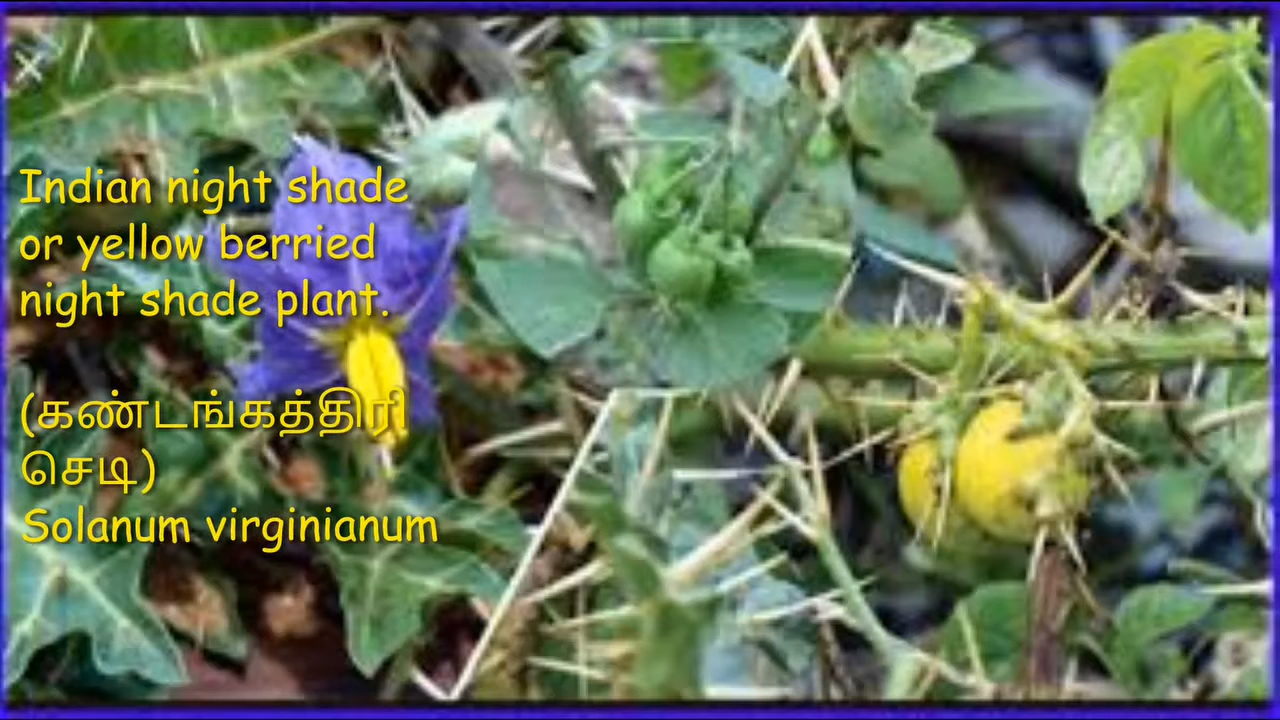 Indian night shade
or yellow berried
night shade plant.
(கண்டங்கத்திரி
செடி)
Solanum virginianum